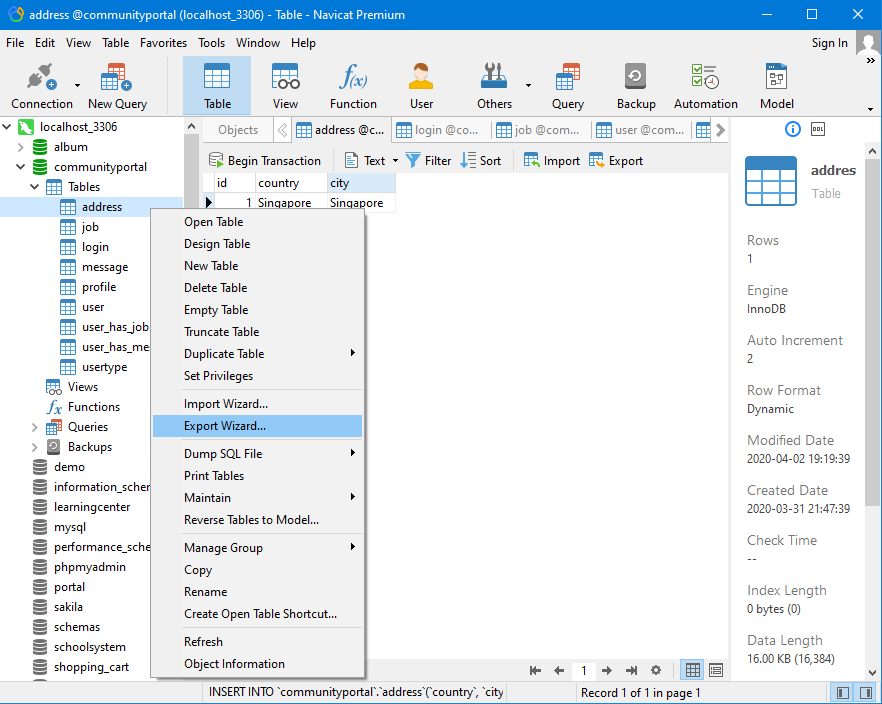 address @communityportal (localhost_3306) - Table - Navicat Premium
File Edit View Table Favorites Tools Window Help Sign In
Connection New Query Table View Function User Others Query Backup Automation Model
localhost_3306
album
communityportal
Tables
address
job
login
message
profile
user
user_has_job
user_has_me
usertype
Views
Functions
Queries
Backups
demo
information_scher
learningcenter
mysql
performance_sche
phpmyadmin
portal
sakila
schemas
schoolsystem
shopping_cart
Objects address @c... login @co... job @com... user @com...
Begin Transaction Text Filter Sort Import Export
id country city
1 Singapore Singapore
Open Table
Design Table
New Table
Delete Table
Empty Table
Truncate Table
Duplicate Table
Set Privileges
Import Wizard...
Export Wizard...
Dump SQL File
Print Tables
Maintain
Reverse Tables to Model...
Manage Group
Copy
Rename
Create Open Table Shortcut...
Refresh
Object Information
DDL
addres
Table
Rows
1
Engine
InnoDB
Auto Increment
2
Row Format
Dynamic
Modified Date
2020-04-02 19:19:39
Created Date
2020-03-31 21:47:39
Check Time
--
Index Length
0 bytes (0)
Data Length
16.00 KB (16,384)
1
INSERT INTO `communityportal`.`address`(`country`, `city
Record 1 of 1 in page 1